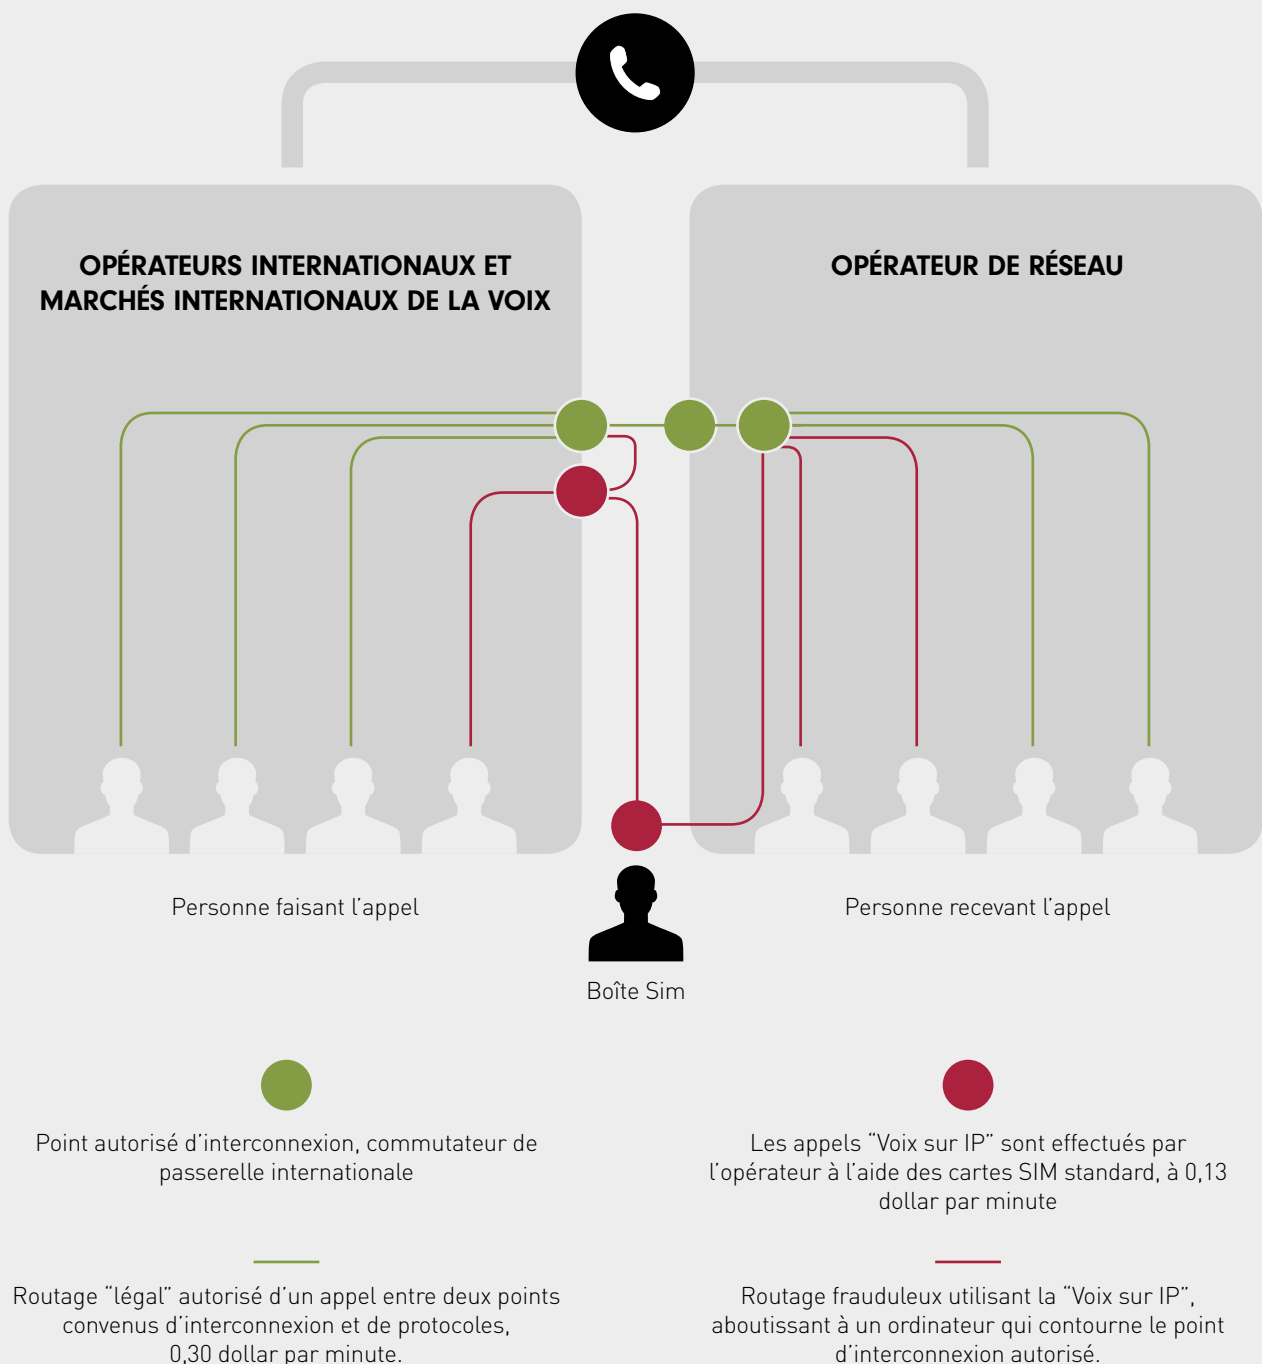 OPÉRATEURS INTERNATIONAUX ET
MARCHÉS INTERNATIONAUX DE LA VOIX
OPÉRATEUR DE RÉSEAU
Personne faisant l’appel
Personne recevant l’appel
Boîte Sim
Point autorisé d’interconnexion, commutateur de
passerelle internationale
Les appels “Voix sur IP” sont effectués par
l’opérateur à l’aide des cartes SIM standard, à 0,13
dollar par minute
Routage “légal” autorisé d’un appel entre deux points
convenus d’interconnexion et de protocoles,
0,30 dollar par minute.
Routage frauduleux utilisant la “Voix sur IP”,
aboutissant à un ordinateur qui contourne le point
d’interconnexion autorisé.